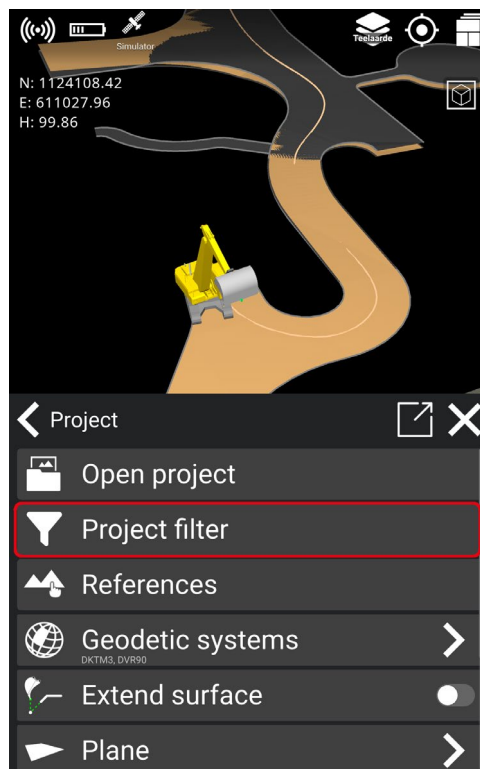 Simulator
Teelaarde
N: 1124108.42
E: 611027.96
H: 99.86
Project
Open project
Project filter
References
Geodetic systems
DKTM3, DVR90
Extend surface
Plane